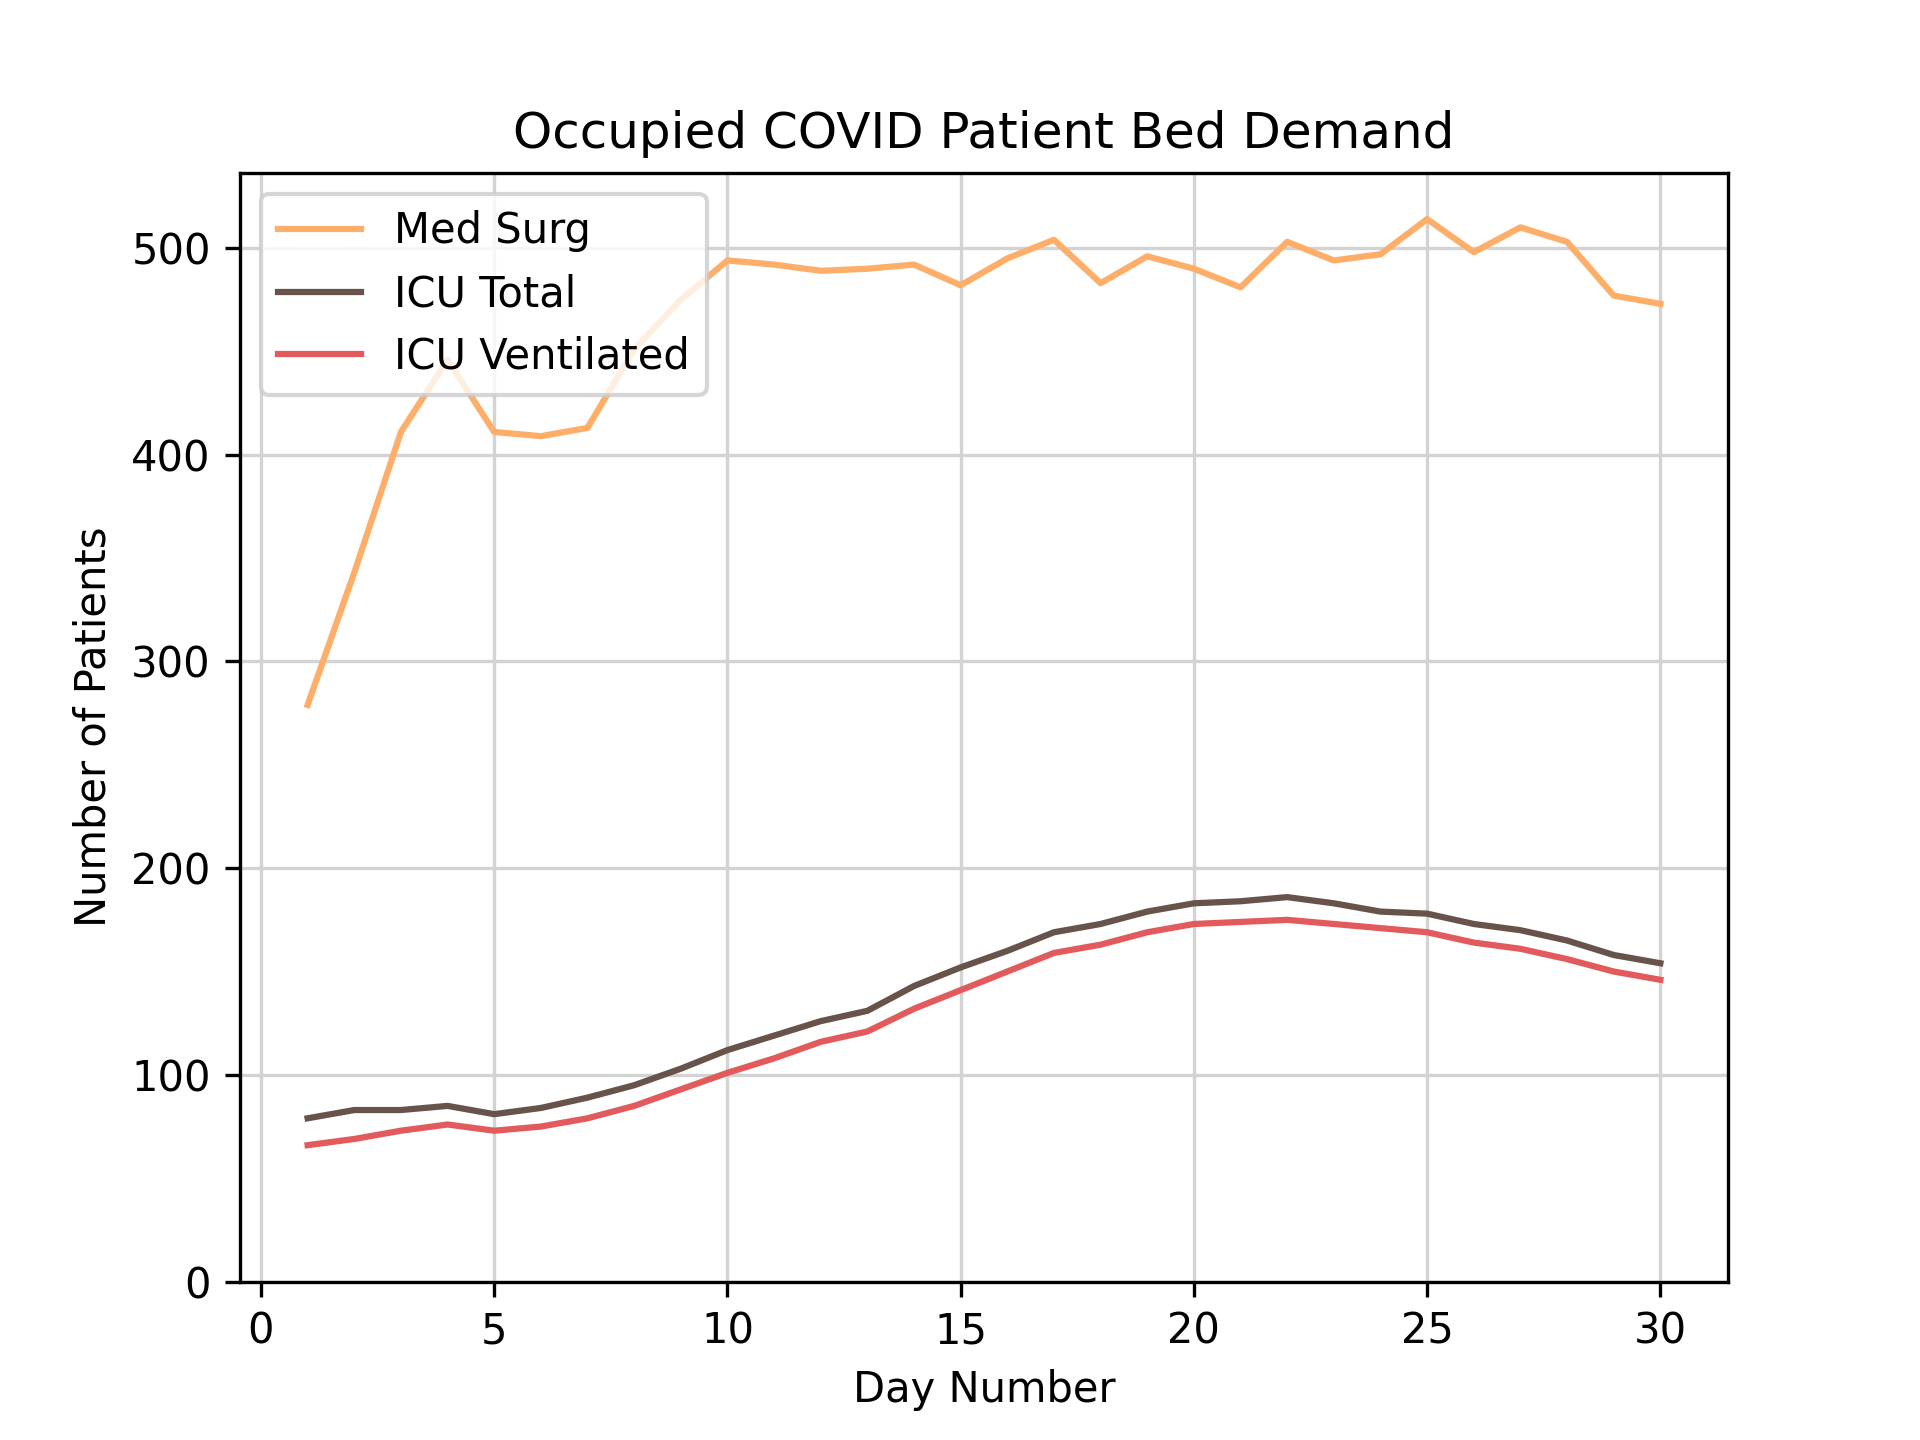 Occupied COVID Patient Bed Demand
Med Surg
ICU Total
ICU Ventilated
Number of Patients
500
400
300
200
100
0
0 5 10 15 20 25 30
Day Number